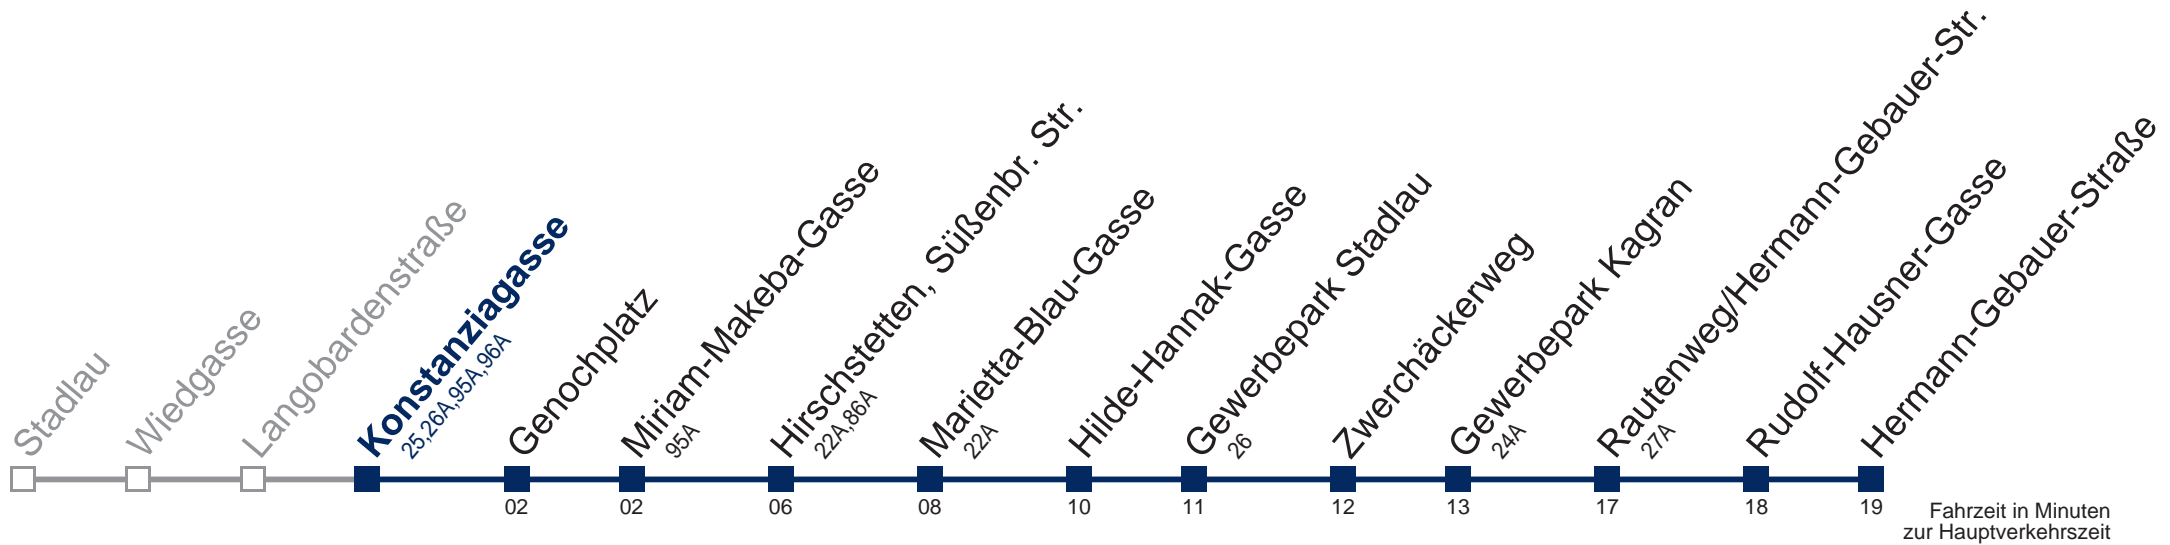 Stadlau
Wiedgasse
Langobardenstraße
Konstanziagasse
25,26A,95A,96A
Genochplatz
02
Miriam-Makeba-Gasse
95A
02
Hirschstetten, Süßenbr. Str.
22A,86A
06
Marietta-Blau-Gasse
22A
08
Hilde-Hannak-Gasse
10
Gewerbepark Stadlau
26
11
Zwerchäckerweg
12
Gewerbepark Kagran
24A
13
Rautenweg/Hermann-Gebauer-Str.
27A
17
Rudolf-Hausner-Gasse
18
Hermann-Gebauer-Straße
19
Fahrzeit in Minuten
zur Hauptverkehrszeit